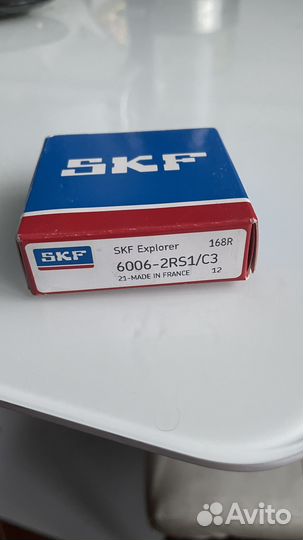 SKF
SKF
SKF Explorer 168R
6006-2RS1/C3
21-MADE IN FRANCE 12
Avito